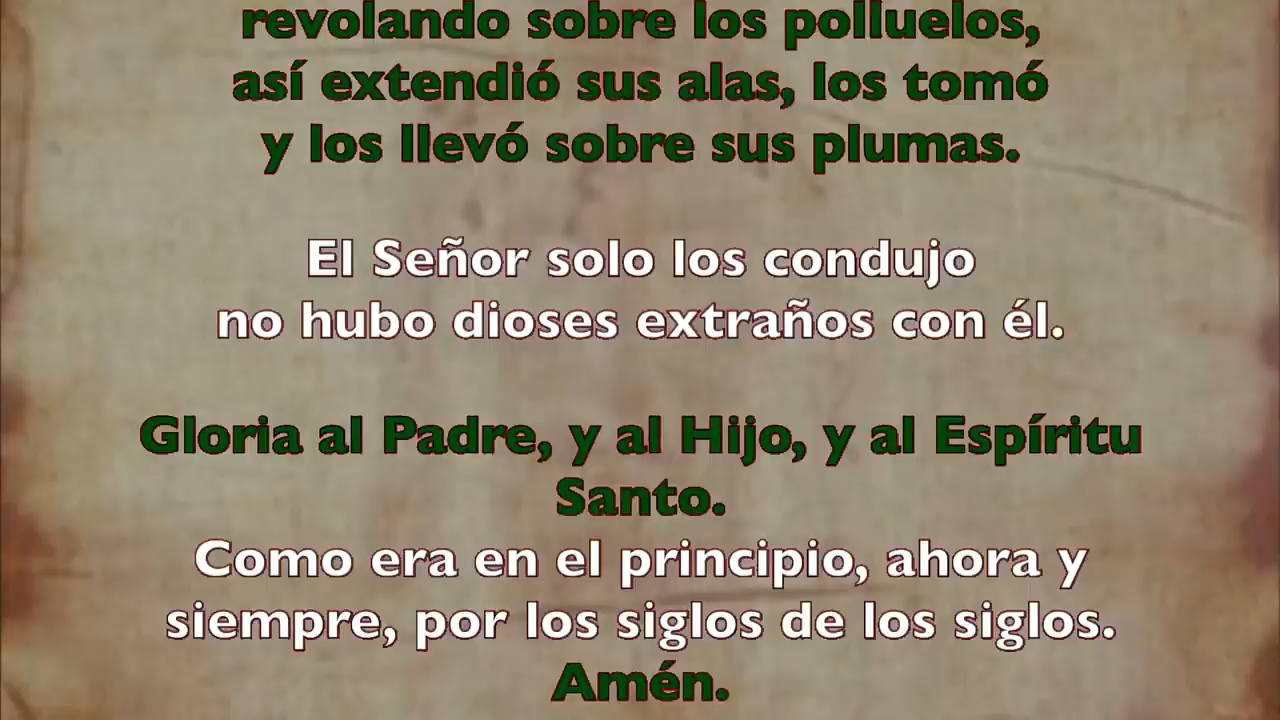 revolando sobre los polluelos,
así extendió sus alas, los tomó
y los llevó sobre sus plumas.
El Señor solo los condujo
no hubo dioses extraños con él.
Gloria al Padre, y al Hijo, y al Espíritu
Santo.
Como era en el principio, ahora y
siempre, por los siglos de los siglos.
Amén.